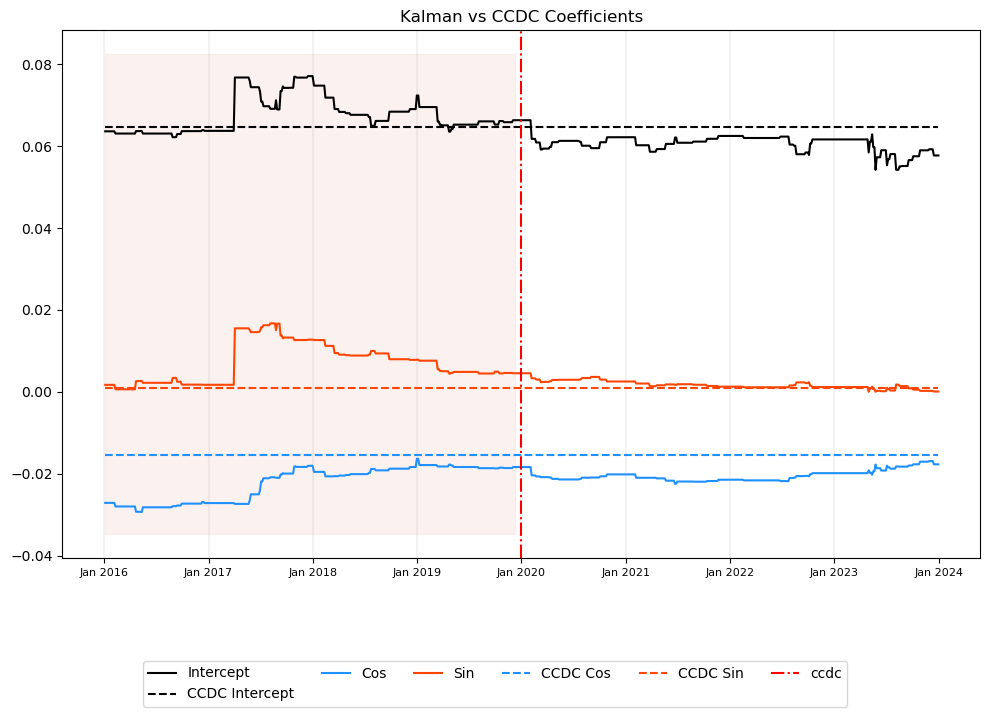 Kalman vs CCDC Coefficients
0.08
0.06
0.04
0.02
0.00
−0.02
−0.04
Jan 2016 Jan 2017 Jan 2018 Jan 2019 Jan 2020 Jan 2021 Jan 2022 Jan 2023 Jan 2024
Intercept Cos Sin CCDC Cos CCDC Sin ccdc
CCDC Intercept